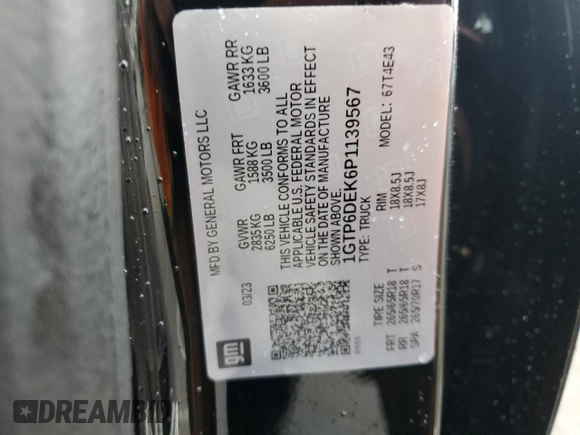 MFD BY GENERAL MOTORS LLC
03/23
GVWR GAWR FRT GAWR RR
2835 KG 1588 KG 1633 KG
6250 LB 3500 LB 3600 LB
THIS VEHICLE CONFORMS TO ALL
APPLICABLE U.S. FEDERAL MOTOR
VEHICLE SAFETY STANDARDS IN EFFECT
ON THE DATE OF MANUFACTURE
SHOWN ABOVE.
1GTP6DEK6P1139567
TYPE: TRUCK MODEL: 67T4E43
gm
TIRE SIZE RIM
FRT 265/65R18 T 18X8.5J
RR 265/65R18 T 18X8.5J
SPA 265/70R17 S 17X8J
DREAMBID